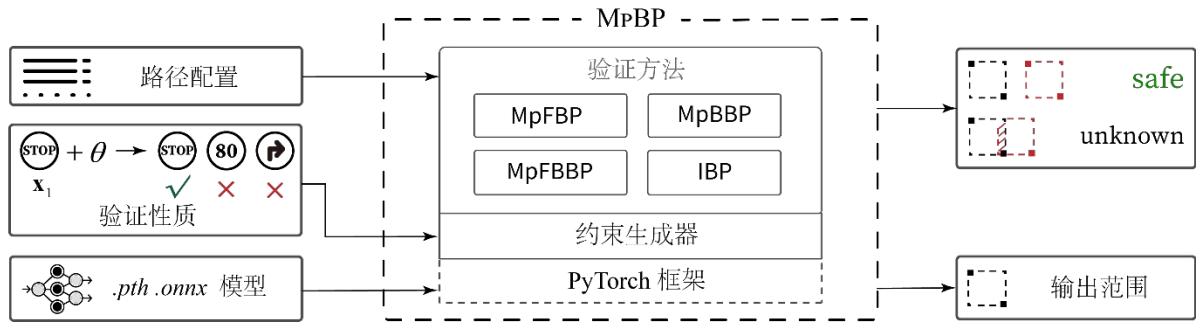 MPBP
路径配置
STOP + θ → STOP 80
x₁
验证性质
.pth .onnx 模型
验证方法
MpFBP
MpBBP
MpFBBP
IBP
约束生成器
PyTorch 框架
safe
unknown
输出范围